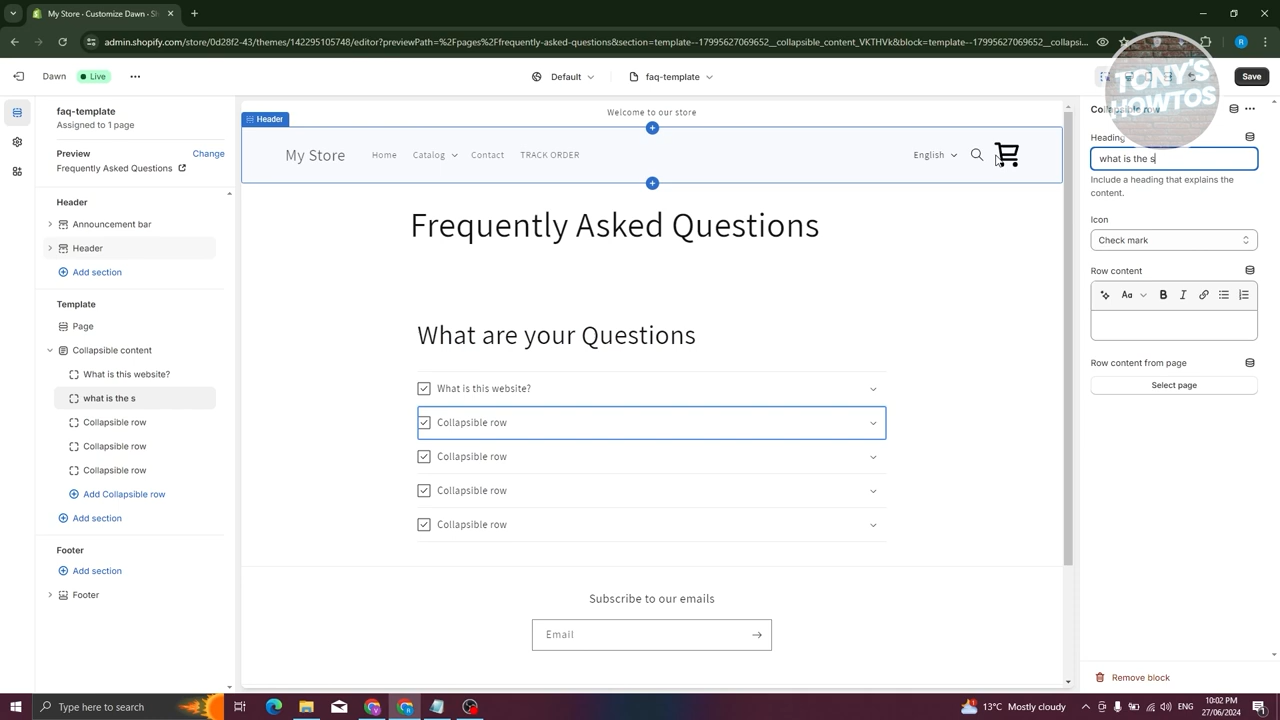 My Store · Customize Dawn · S
admin.shopify.com/store/0d28f2-43/themes/142295105748/editor?previewPath=%2Fpages%2Ffrequently-asked-questions&section=template--17995627069652__collapsible_content_VKTHVk&block=template--17995627069652__collaps...
Dawn
Live
Default
faq-template
Save
TONY'S
HOWTOS
faq-template
Assigned to 1 page
Preview
Change
Frequently Asked Questions
Header
Announcement bar
Header
Add section
Template
Page
Collapsible content
What is this website?
what is the s
Collapsible row
Collapsible row
Collapsible row
Add Collapsible row
Add section
Footer
Add section
Footer
Header
Welcome to our store
My Store
Home
Catalog
Contact
TRACK ORDER
English
Frequently Asked Questions
What are your Questions
What is this website?
Collapsible row
Collapsible row
Collapsible row
Collapsible row
Subscribe to our emails
Email
Collapsible row
Heading
what is the s
Include a heading that explains the
content.
Icon
Check mark
Row content
Aa
B
I
Row content from page
Select page
Remove block
Type here to search
13°C Mostly cloudy
10:02 PM
27/06/2024